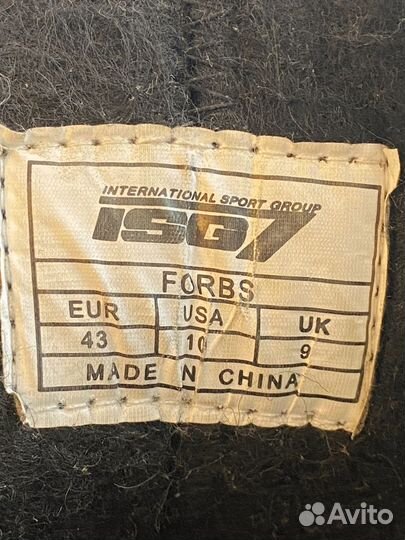 INTERNATIONAL SPORT GROUP
ISG7
FORBS
EUR USA UK
43 10 9
MADE IN CHINA
Avito